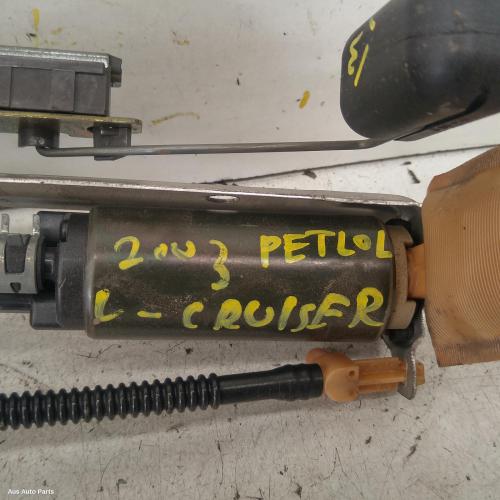 2003 PETLOL
L - CRUISER
Aus Auto Parts